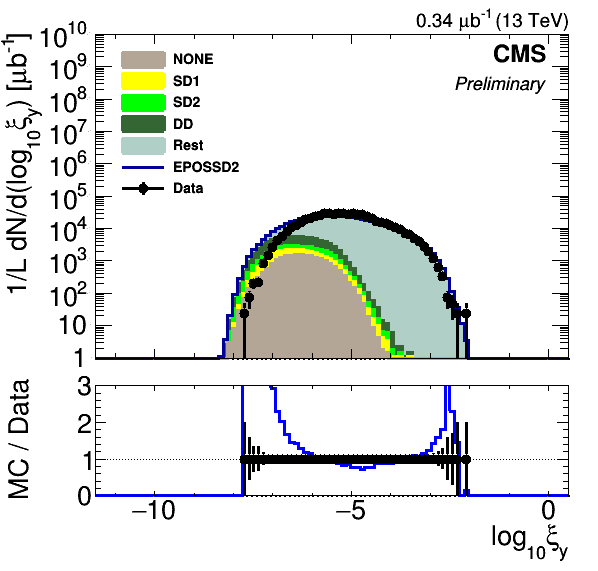 0.34 μb⁻¹ (13 TeV)
CMS
Preliminary
1/L dN/d(log₁₀ξᵧ) [μb⁻¹]
10¹⁰
10⁹
10⁸
10⁷
10⁶
10⁵
10⁴
10³
10²
10
1
NONE
SD1
SD2
DD
Rest
EPOSSD2
Data
MC / Data
3
2
1
0
−10 −5 0
log₁₀ξᵧ